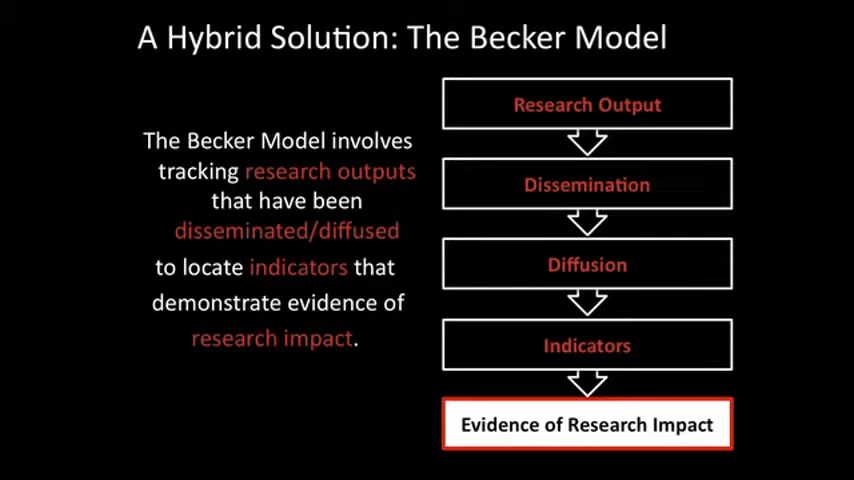 A Hybrid Solution: The Becker Model
The Becker Model involves
tracking research outputs
that have been
disseminated/diffused
to locate indicators that
demonstrate evidence of
research impact.
Research Output
Dissemination
Diffusion
Indicators
Evidence of Research Impact